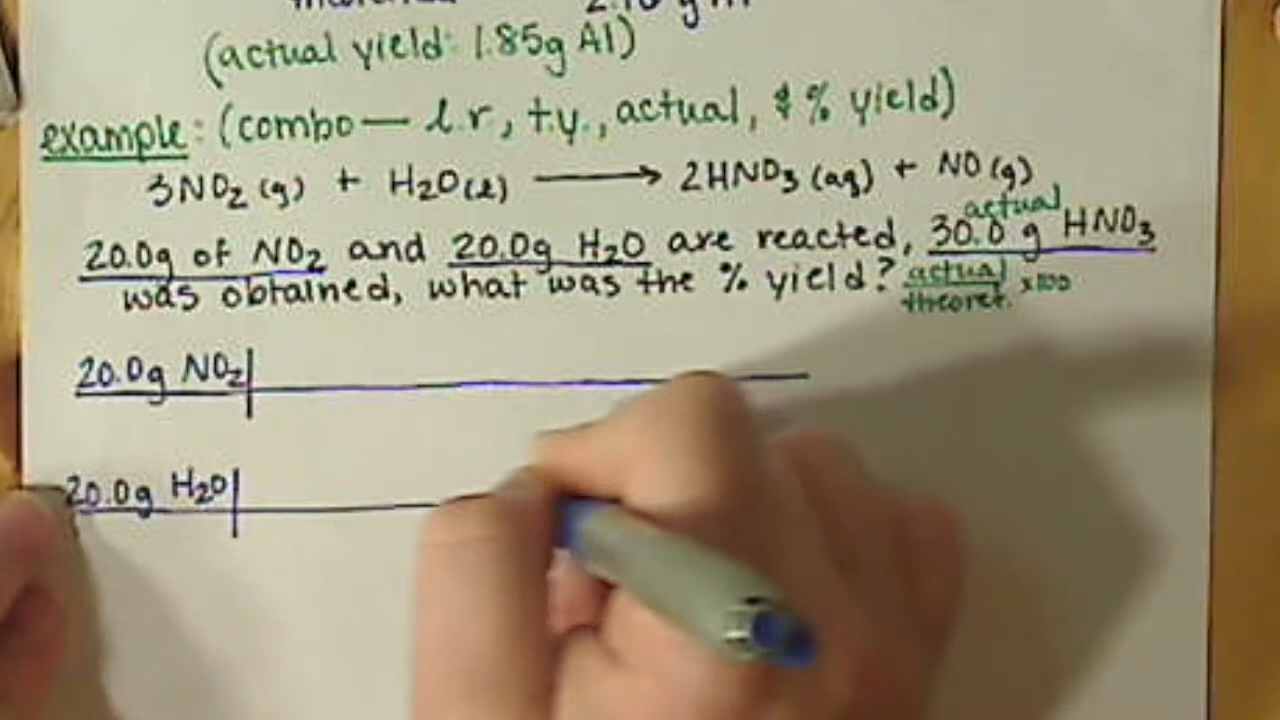 (actual yield: 1.85g Al)
example: (combo — l.r, t.y., actual, & % yield)
3NO₂ (g) + H₂O(l) ⟶ 2HNO₃ (aq) + NO (g)
actual
20.0g of NO₂ and 20.0g H₂O are reacted, 30.0 g HNO₃
was obtained, what was the % yield? actual/theoret. x100
20.0g NO₂
20.0g H₂O